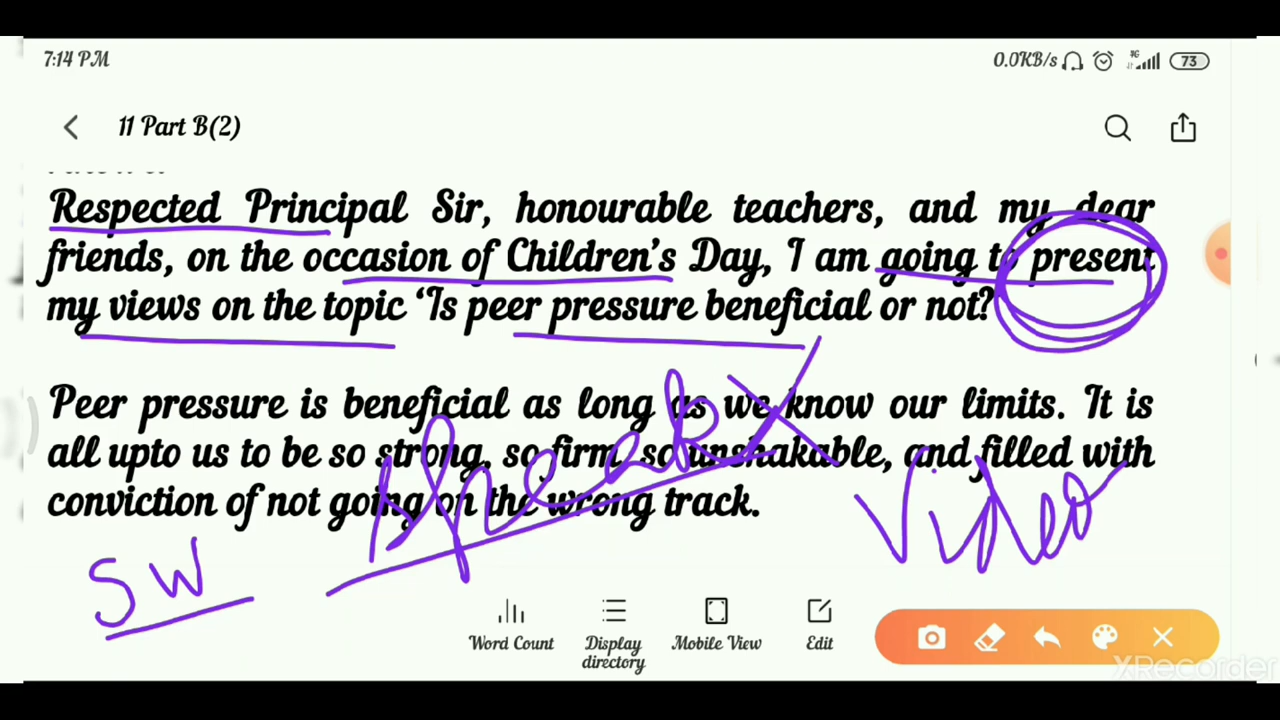 7:14 PM
0.0KB/s 4G 73
11 Part B(2)
Respected Principal Sir, honourable teachers, and my dear
friends, on the occasion of Children's Day, I am going to present
my views on the topic 'Is peer pressure beneficial or not?
Peer pressure is beneficial as long as we know our limits. It is
all upto us to be so strong, so firm, so unshakable, and filled with
conviction of not going on the wrong track.
Speak
Video
SW
Word Count
Display
directory
Mobile View
Edit
XRecorder